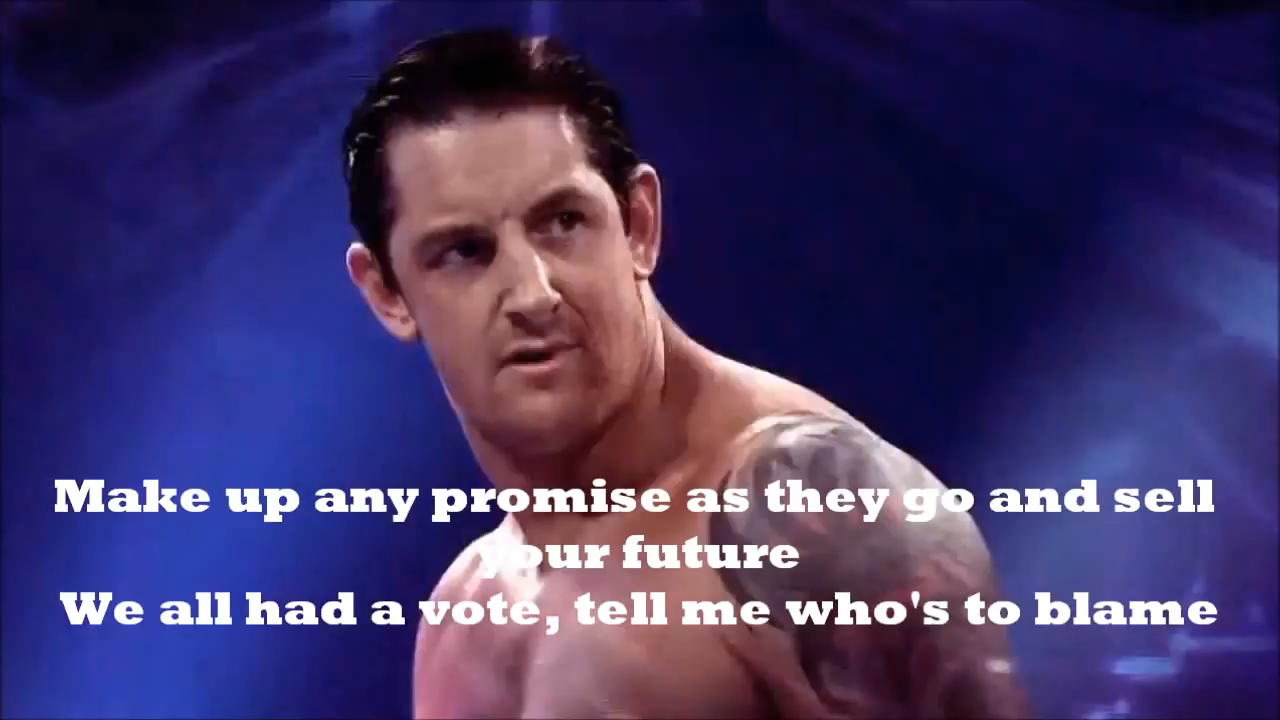 Make up any promise as they go and sell
your future
We all had a vote, tell me who's to blame